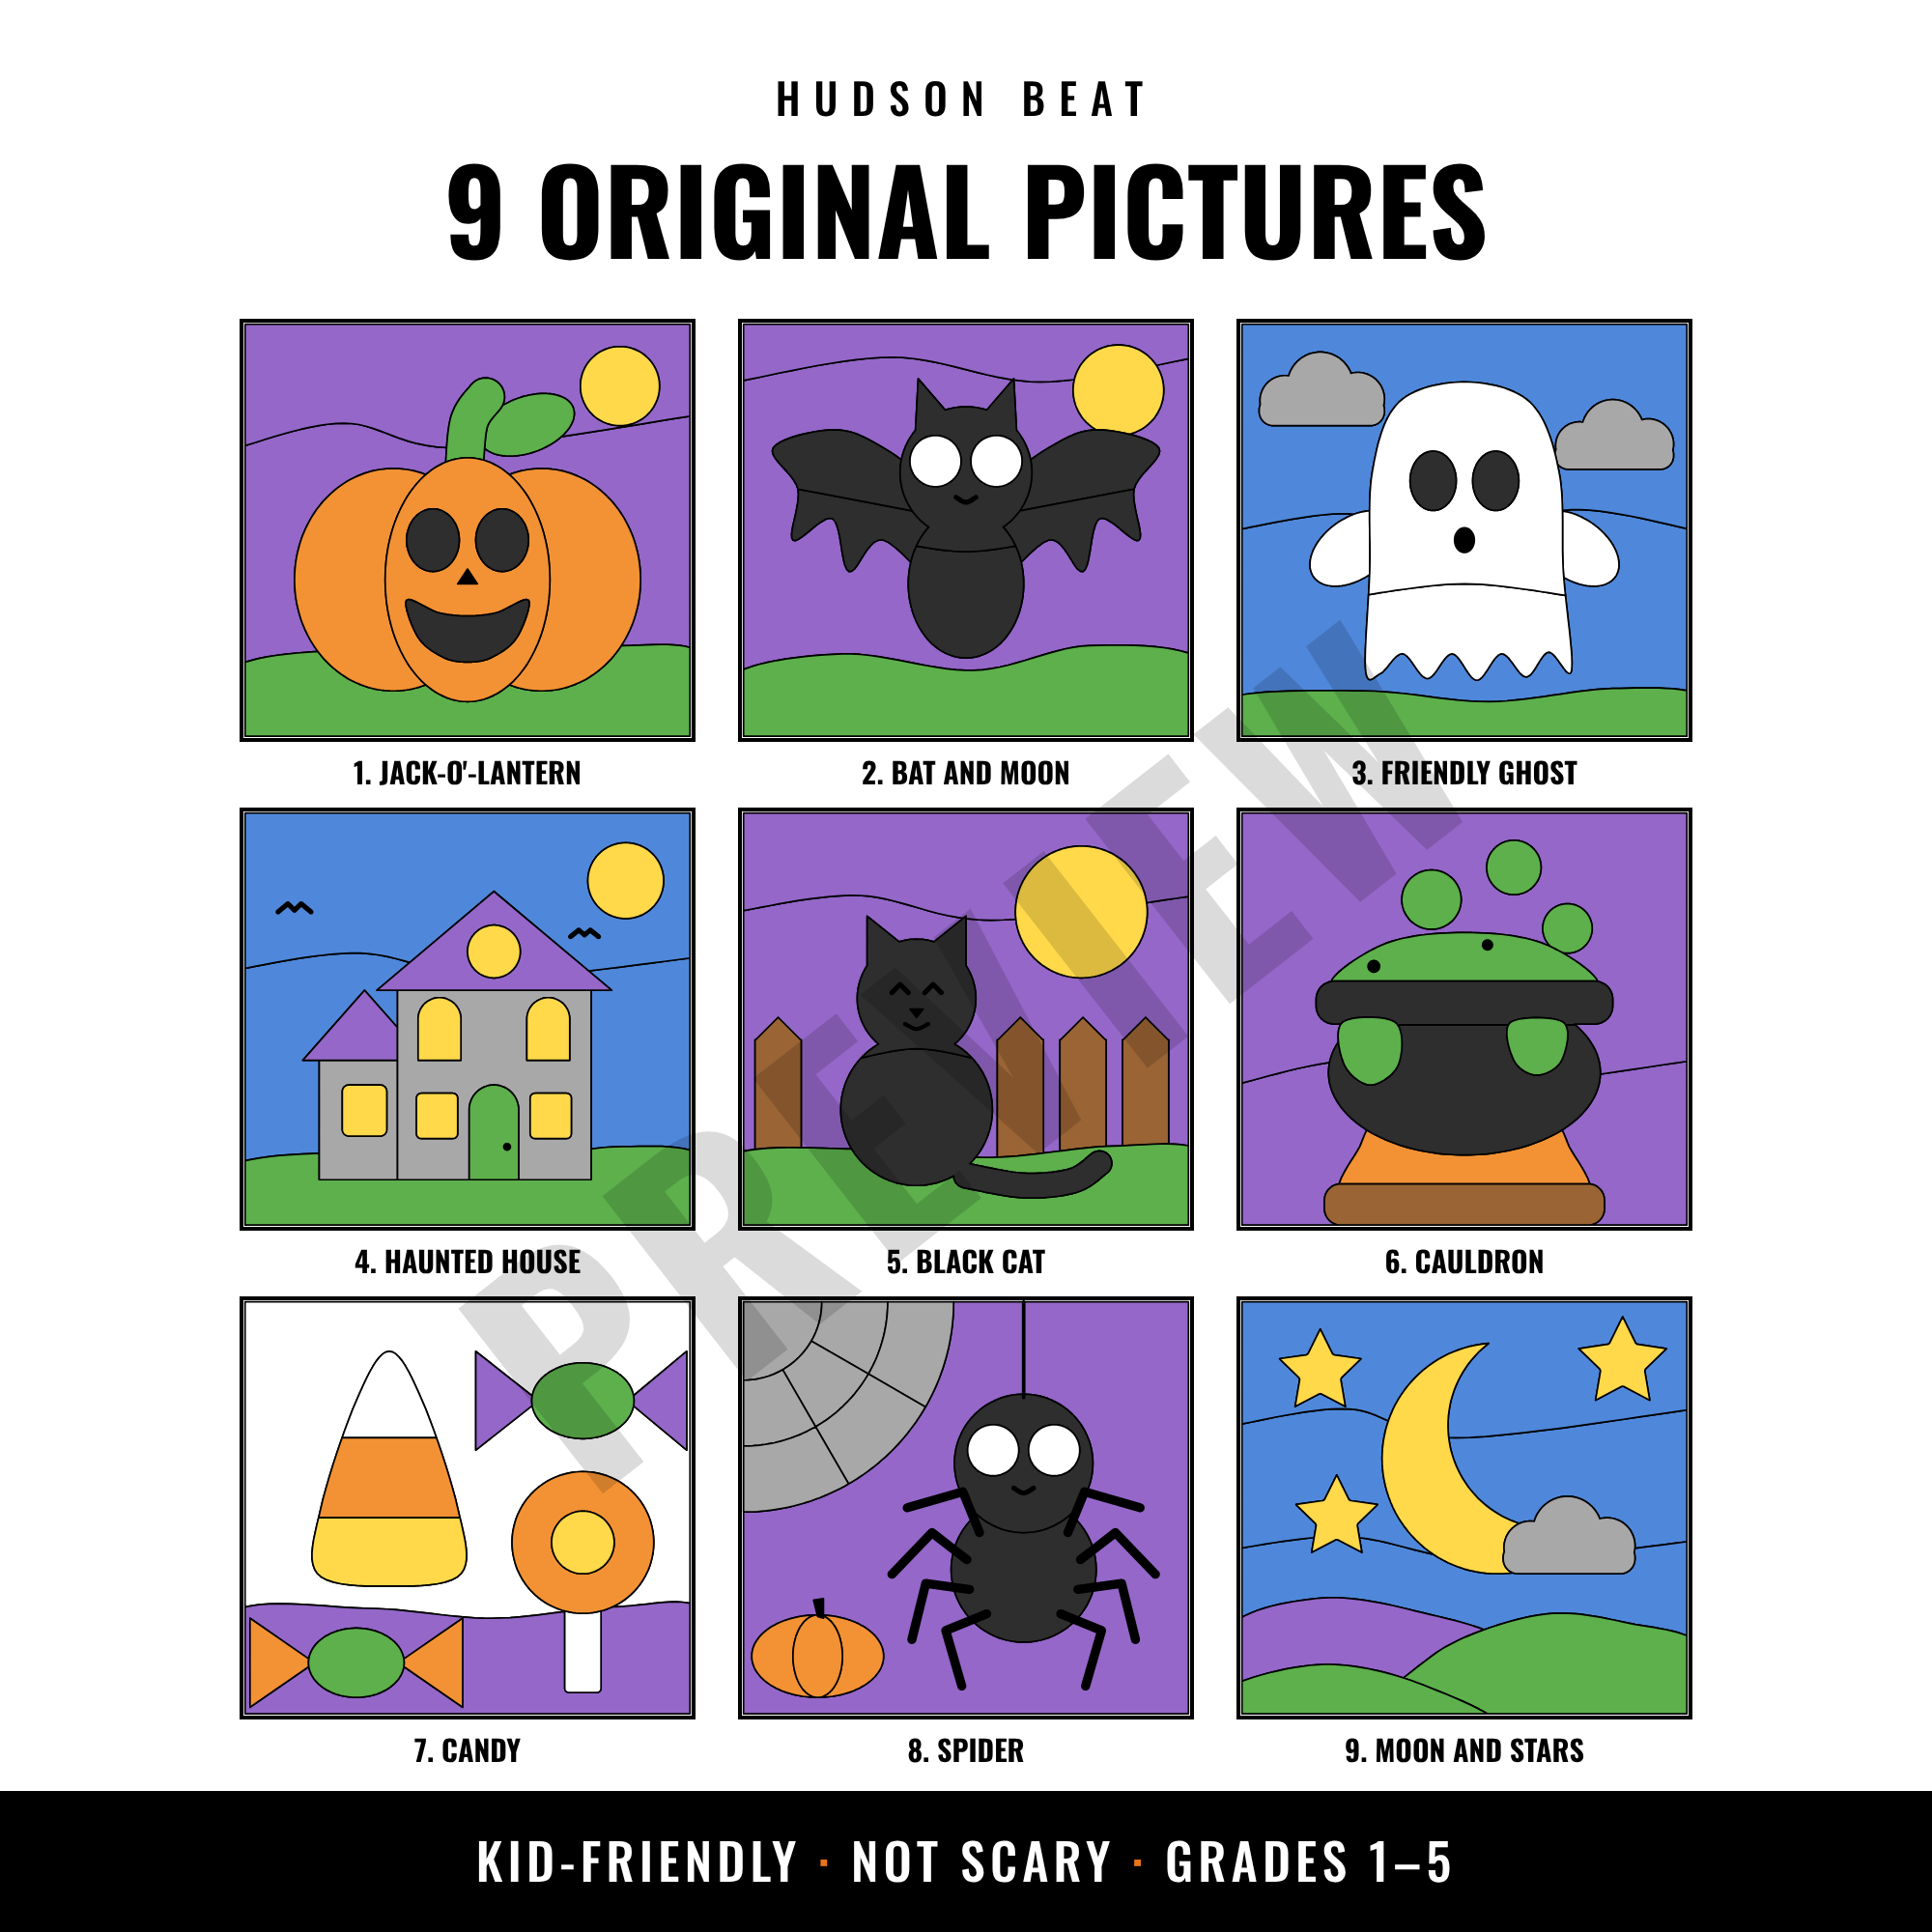 HUDSON BEAT
9 ORIGINAL PICTURES
1. JACK-O'-LANTERN
2. BAT AND MOON
3. FRIENDLY GHOST
4. HAUNTED HOUSE
5. BLACK CAT
6. CAULDRON
7. CANDY
8. SPIDER
9. MOON AND STARS
PREVIEW
KID-FRIENDLY · NOT SCARY · GRADES 1–5